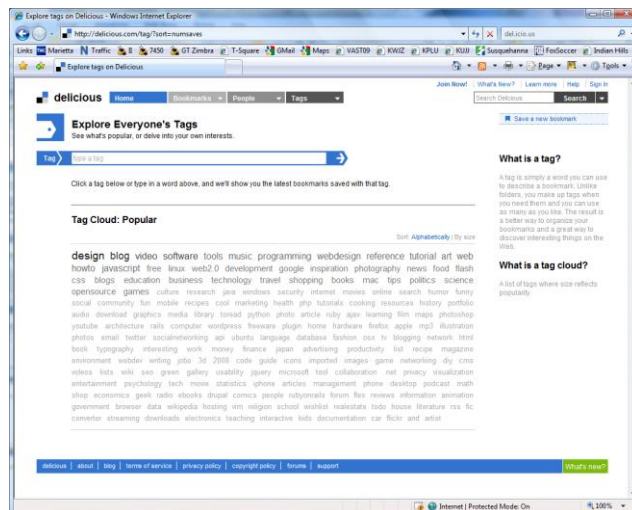 Explore tags on Delicious - Windows Internet Explorer
http://delicious.com/tag/?sort=numsaves
del.icio.us
Links Marietta Traffic 8 7450 GT Zimbra T-Square GMail Maps VAST09 KWJZ KPLU KUJJ Susquehanna FoxSoccer Indian Hills
Explore tags on Delicious
Page Tools
Join Now! What's New? Learn more Help Sign In
delicious Home Bookmarks People Tags Search Delicious Search
Explore Everyone's Tags
See what's popular, or delve into your own interests.
Save a new bookmark
Tag type a tag
Click a tag below or type in a word above, and we'll show you the latest bookmarks saved with that tag.
Tag Cloud: Popular
Sort: Alphabetically | By size
design blog video software tools music programming webdesign reference tutorial art web
howto javascript free linux web2.0 development google inspiration photography news food flash
css blogs education business technology travel shopping books mac tips politics science
opensource games culture research java windows security internet movies online search humor funny
social community fun mobile recipes cool marketing health php tutorials cooking resources history portfolio
audio download graphics media library toread python photo article ruby ajax learning film maps photoshop
youtube architecture rails computer wordpress freeware plugin home hardware firefox apple mp3 illustration
photos email twitter socialnetworking api ubuntu language database fashion osx tv blogging network html
book typography interesting work money finance japan advertising productivity list recipe magazine
environment webdev writing jobs 3d 2008 code guide icons imported images game networking diy cms
videos lists wiki seo green gallery usability jquery microsoft tool collaboration .net privacy visualization
entertainment psychology tech movie statistics iphone articles management phone desktop podcast math
shop economics geek radio ebooks drupal comics people rubyonrails forum flex reviews information animation
government browser data wikipedia hosting vim religion school wishlist realestate todo house literature rss fic
converter streaming downloads electronics teaching interactive kids documentation car flickr and artist
What is a tag?
A tag is simply a word you can use
to describe a bookmark. Unlike
folders, you make up tags when
you need them and you can use
as many as you like. The result is
a better way to organize your
bookmarks and a great way to
discover interesting things on the
Web.
What is a tag cloud?
A list of tags where size reflects
popularity.
delicious | about | blog | terms of service | privacy policy | copyright policy | forums | support
What's new?
Internet | Protected Mode: On 100%